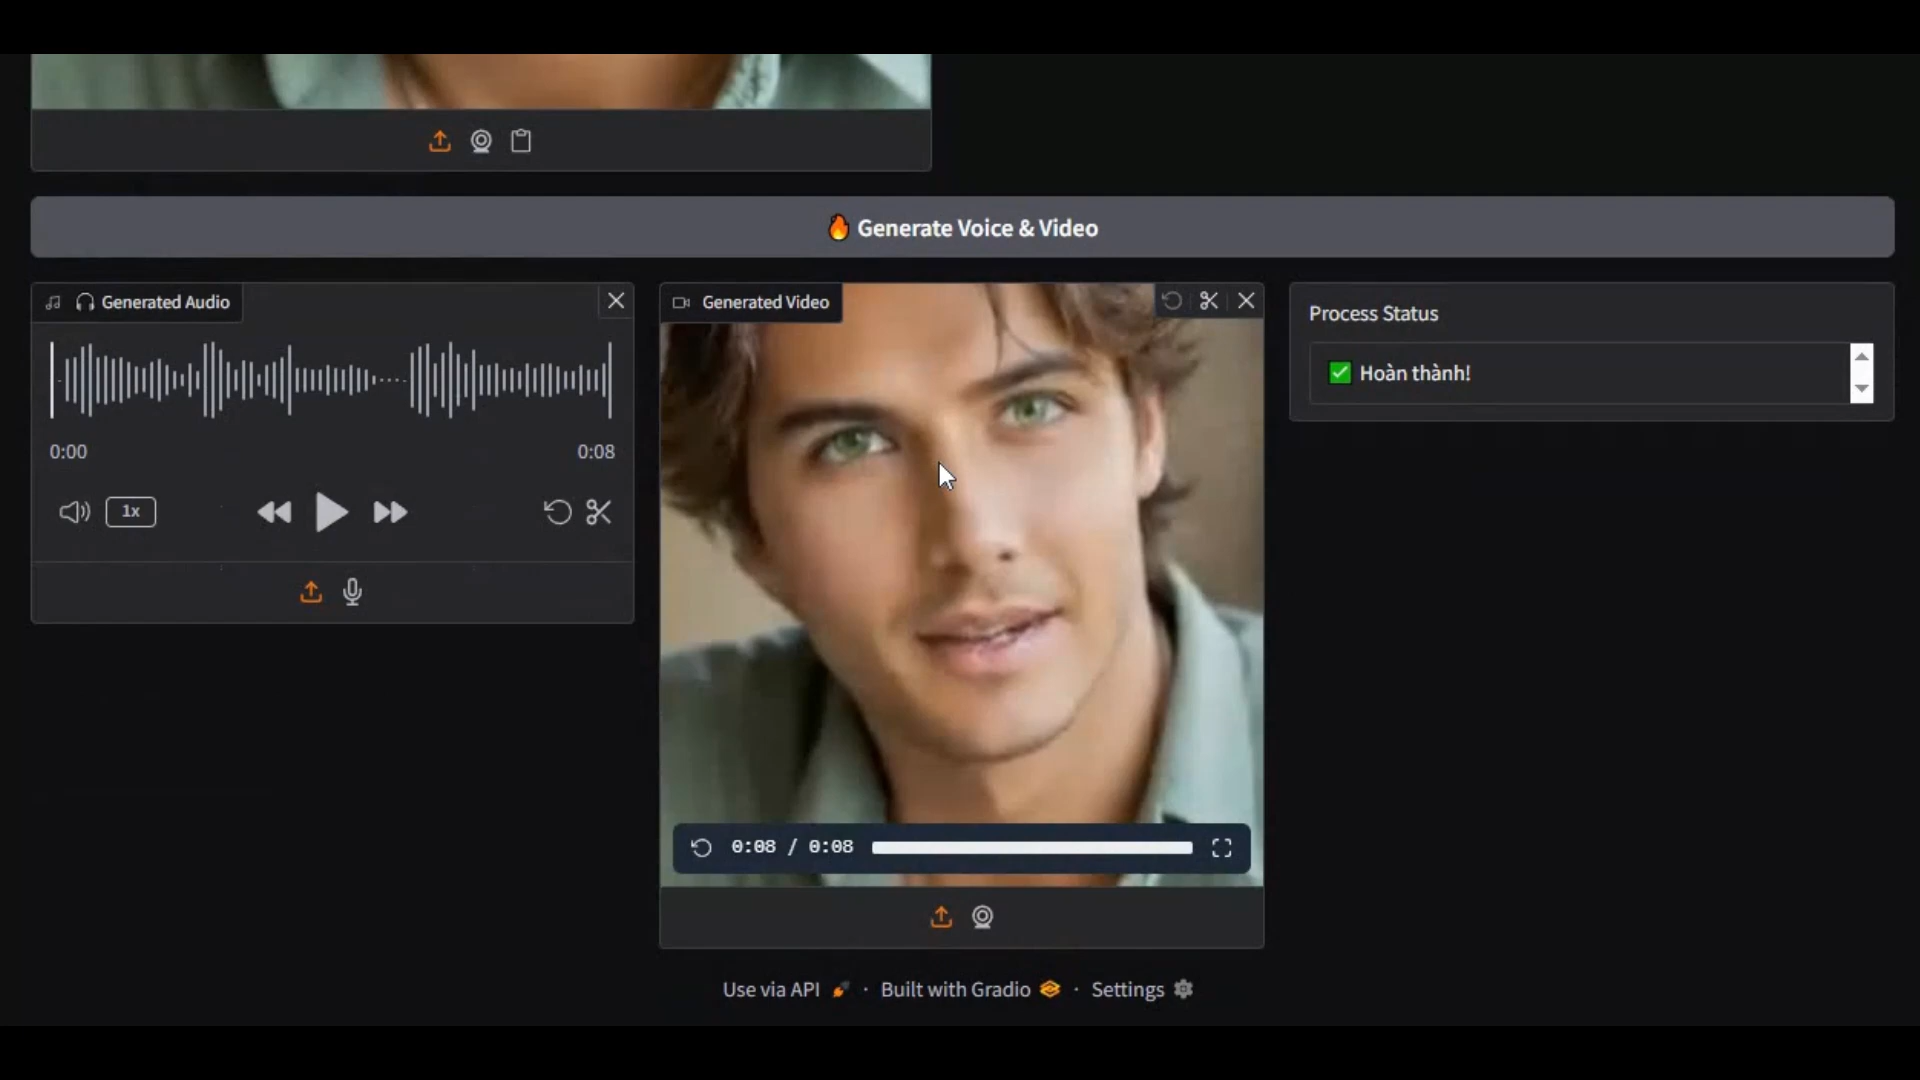 🔥 Generate Voice & Video
Generated Audio
0:00
0:08
1x
Generated Video
0:08 / 0:08
Process Status
✅ Hoàn thành!
Use via API · Built with Gradio · Settings